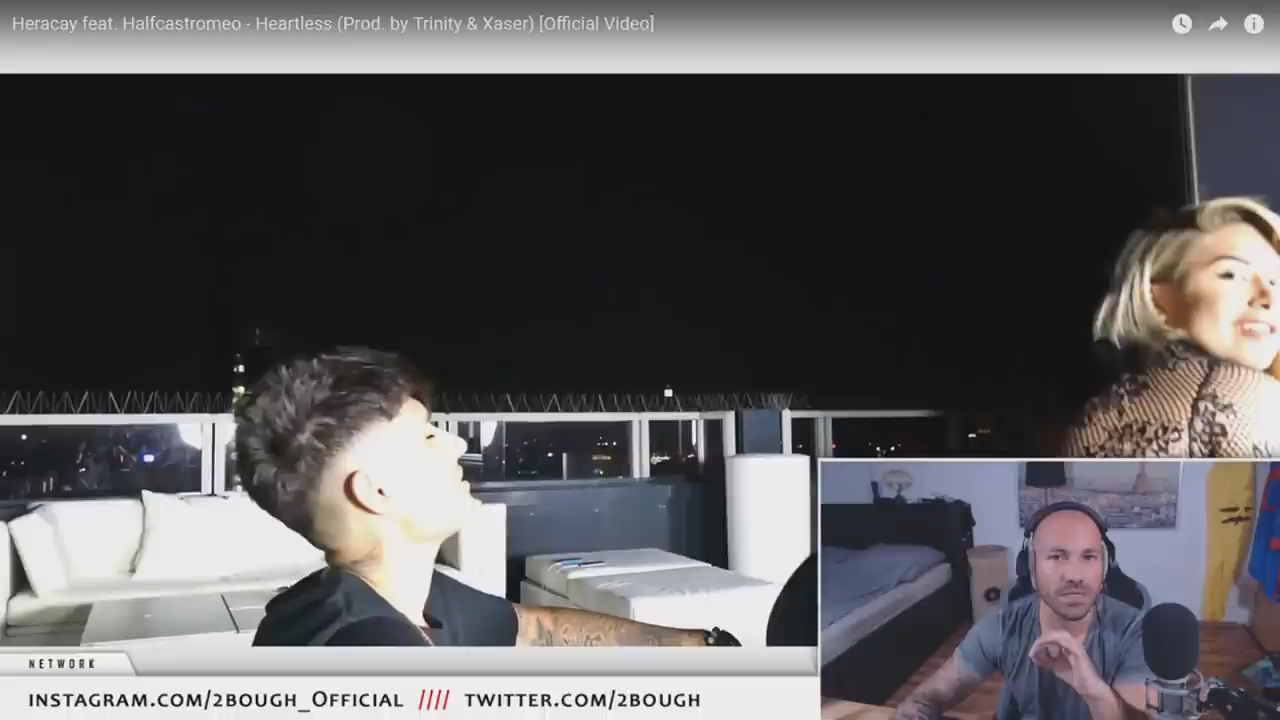 Heracay feat. Halfcastromeo - Heartless (Prod. by Trinity & Xaser) [Official Video]
NETWORK
INSTAGRAM.COM/2BOUGH_OFFICIAL //// TWITTER.COM/2BOUGH